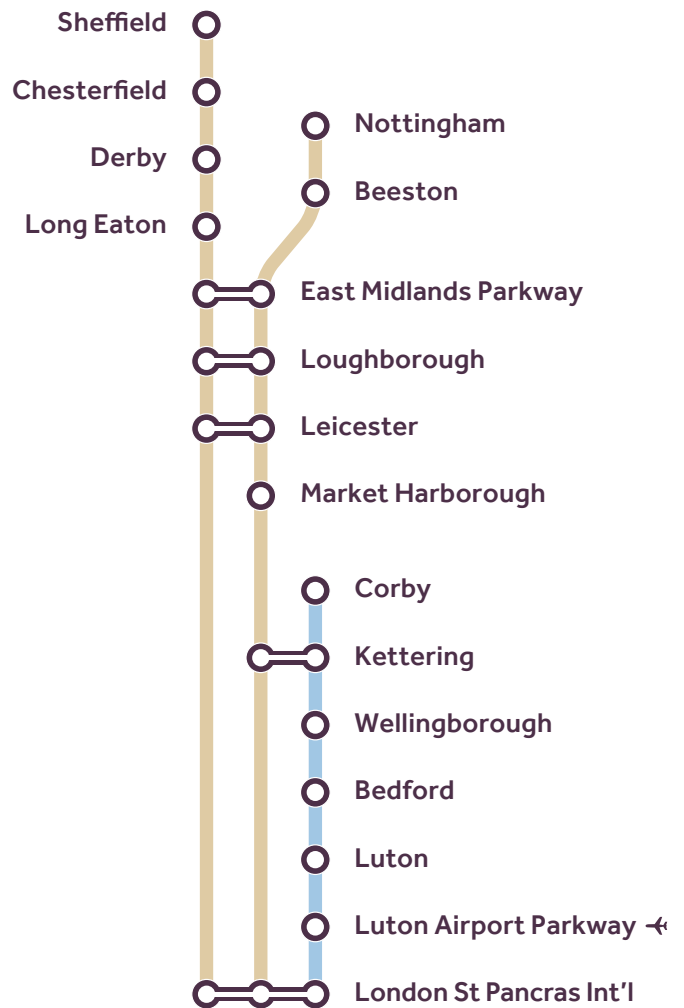 Sheffield
Chesterfield
Nottingham
Derby
Beeston
Long Eaton
East Midlands Parkway
Loughborough
Leicester
Market Harborough
Corby
Kettering
Wellingborough
Bedford
Luton
Luton Airport Parkway
London St Pancras Int'l